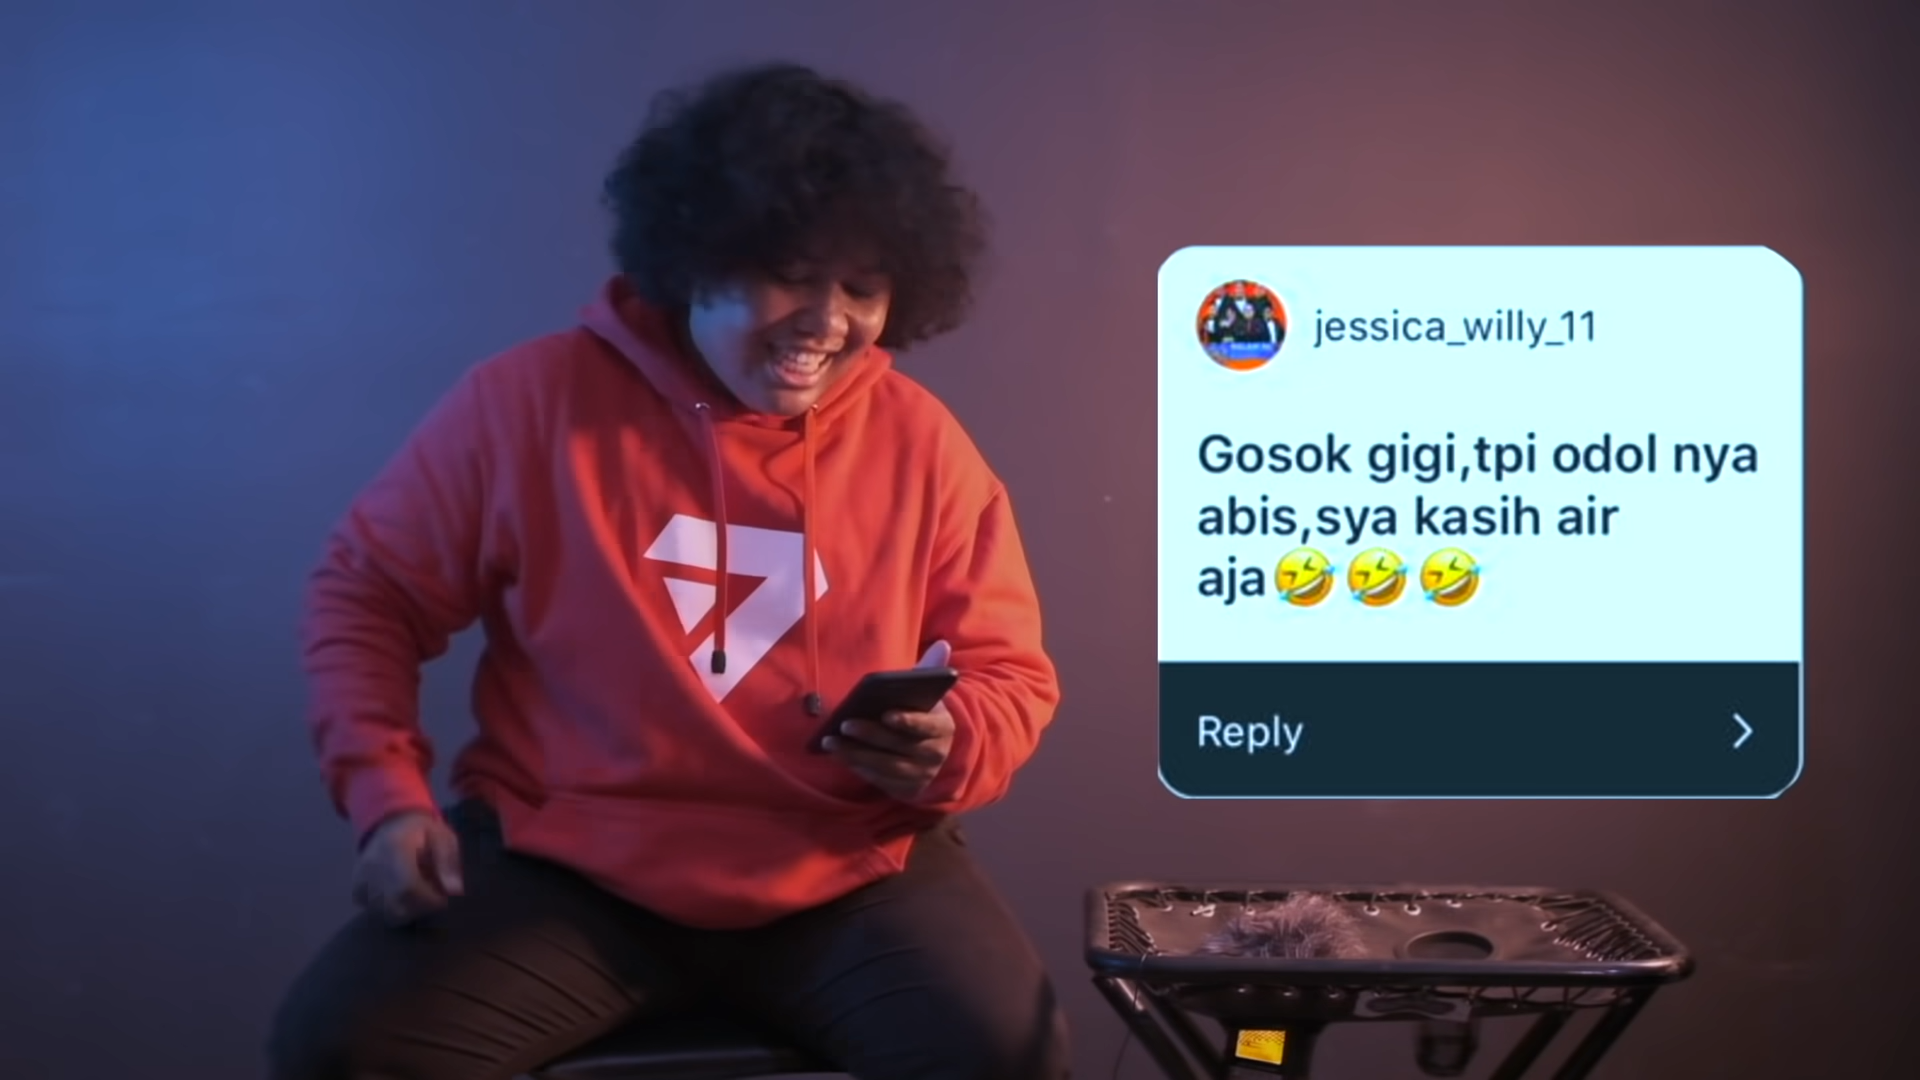 jessica_willy_11
Gosok gigi,tpi odol nya
abis,sya kasih air
aja🤣🤣🤣
Reply